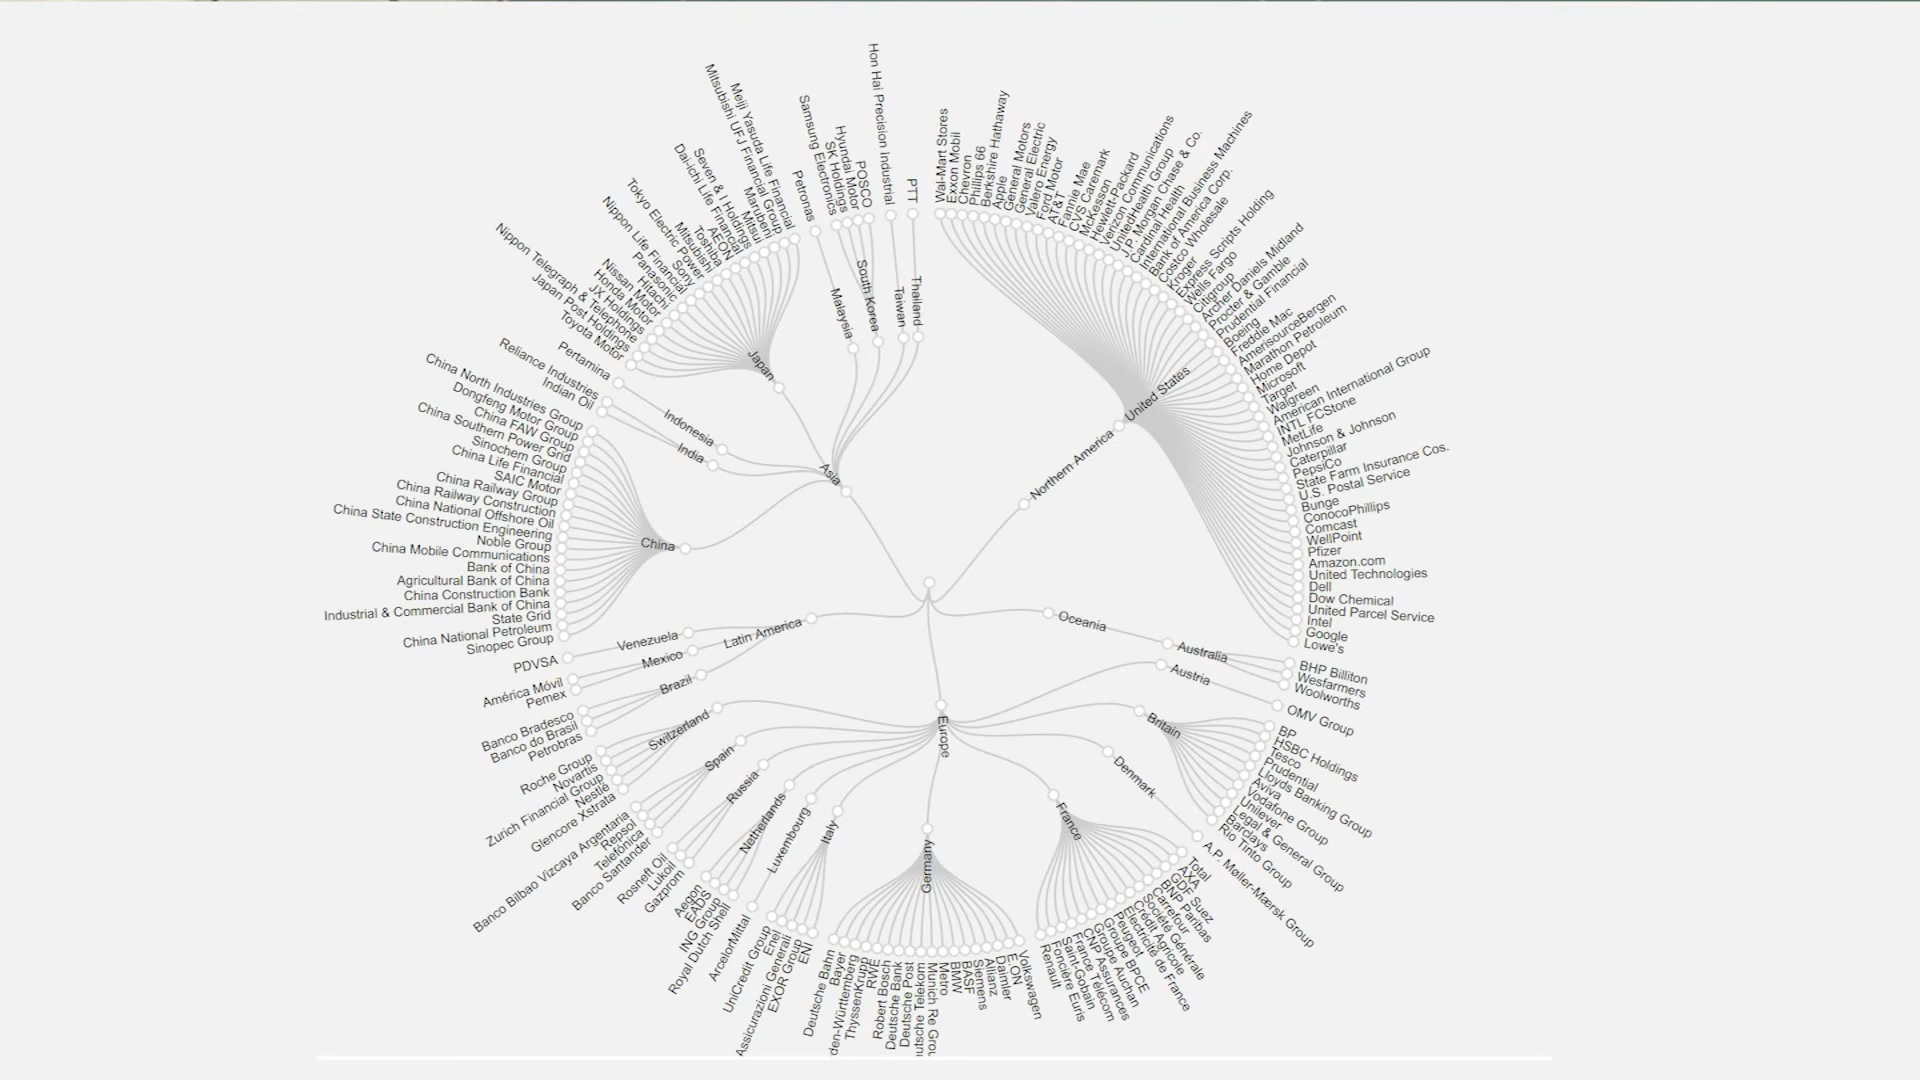 Wal-Mart Stores
Exxon Mobil
Chevron
Phillips 66
Berkshire Hathaway
Apple
General Motors
General Electric
Valero Energy
Ford Motor
AT&T
Fannie Mae
CVS Caremark
McKesson
Hewlett-Packard
Verizon Communications
UnitedHealth Group
J.P. Morgan Chase & Co.
Cardinal Health
International Business Machines
Bank of America Corp.
Costco Wholesale
Kroger
Express Scripts Holding
Wells Fargo
Citigroup
Archer Daniels Midland
Procter & Gamble
Prudential Financial
Boeing
Freddie Mac
AmerisourceBergen
Marathon Petroleum
Home Depot
Microsoft
Target
Walgreen
American International Group
INTL FCStone
MetLife
Johnson & Johnson
Caterpillar
PepsiCo
State Farm Insurance Cos.
U.S. Postal Service
Bunge
ConocoPhillips
Comcast
WellPoint
Pfizer
Amazon.com
United Technologies
Dell
Dow Chemical
United Parcel Service
Intel
Google
Lowe's
United States
Northern America
Oceania
Australia
BHP Billiton
Wesfarmers
Woolworths
Europe
Austria
OMV Group
Britain
BP
HSBC Holdings
Tesco
Prudential
Lloyds Banking Group
Aviva
Vodafone Group
Unilever
Legal & General Group
Barclays
Rio Tinto Group
Denmark
A.P. Møller-Mærsk Group
France
Total
AXA
GDF Suez
BNP Paribas
Carrefour
Société Générale
Crédit Agricole
Electricité de France
Peugeot
Groupe BPCE
Groupe Auchan
CNP Assurances
France Télécom
Saint-Gobain
Foncière Euris
Renault
Germany
Volkswagen
E.ON
Daimler
Allianz
Siemens
BASF
BMW
Metro
Munich Re Grou
utsche Telekom
Deutsche Post
Deutsche Bank
Robert Bosch
RWE
ThyssenKrupp
den-Württemberg
Bayer
Deutsche Bahn
Italy
ENI
EXOR Group
Assicurazioni Generali
Enel
UniCredit Group
Luxembourg
ArcelorMittal
Netherlands
Royal Dutch Shell
ING Group
EADS
Aegon
Russia
Gazprom
Lukoil
Rosneft Oil
Spain
Banco Santander
Telefónica
Repsol
Banco Bilbao Vizcaya Argentaria
Switzerland
Glencore Xstrata
Nestlé
Zurich Financial Group
Novartis
Roche Group
Latin America
Brazil
Petrobras
Banco do Brasil
Banco Bradesco
Mexico
Pemex
América Móvil
Venezuela
PDVSA
Asia
China
Sinopec Group
China National Petroleum
State Grid
Industrial & Commercial Bank of China
China Construction Bank
Agricultural Bank of China
Bank of China
China Mobile Communications
Noble Group
China State Construction Engineering
China National Offshore Oil
China Railway Construction
China Railway Group
SAIC Motor
China Life Financial
Sinochem Group
China Southern Power Grid
China FAW Group
Dongfeng Motor Group
China North Industries Group
India
Indian Oil
Reliance Industries
Indonesia
Pertamina
Japan
Toyota Motor
Japan Post Holdings
Nippon Telegraph & Telephone
JX Holdings
Honda Motor
Nissan Motor
Hitachi
Panasonic
Nippon Life Financial
Sony
Tokyo Electric Power
Mitsubishi
Toshiba
AEON
Dai-ichi Life Financial
Seven & I Holdings
Mitsui
Marubeni
Mitsubishi UFJ Financial Group
Meiji Yasuda Life Financial
Malaysia
Petronas
South Korea
Samsung Electronics
SK Holdings
Hyundai Motor
POSCO
Taiwan
Hon Hai Precision Industrial
Thailand
PTT